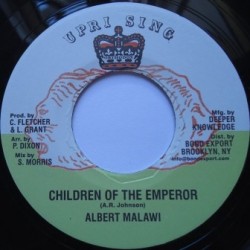 UPRI SING
Prod. by
C. FLETCHER
& L. GRANT
Arr. by
P. DIXON
Mix by
S. MORRIS
Mfg. by
DEEPER
KNOWLEDGE
Dist. by
BOGO EXPORT
BROOKLYN, NY
CHILDREN OF THE EMPEROR
(A.R. Johnson)
ALBERT MALAWI